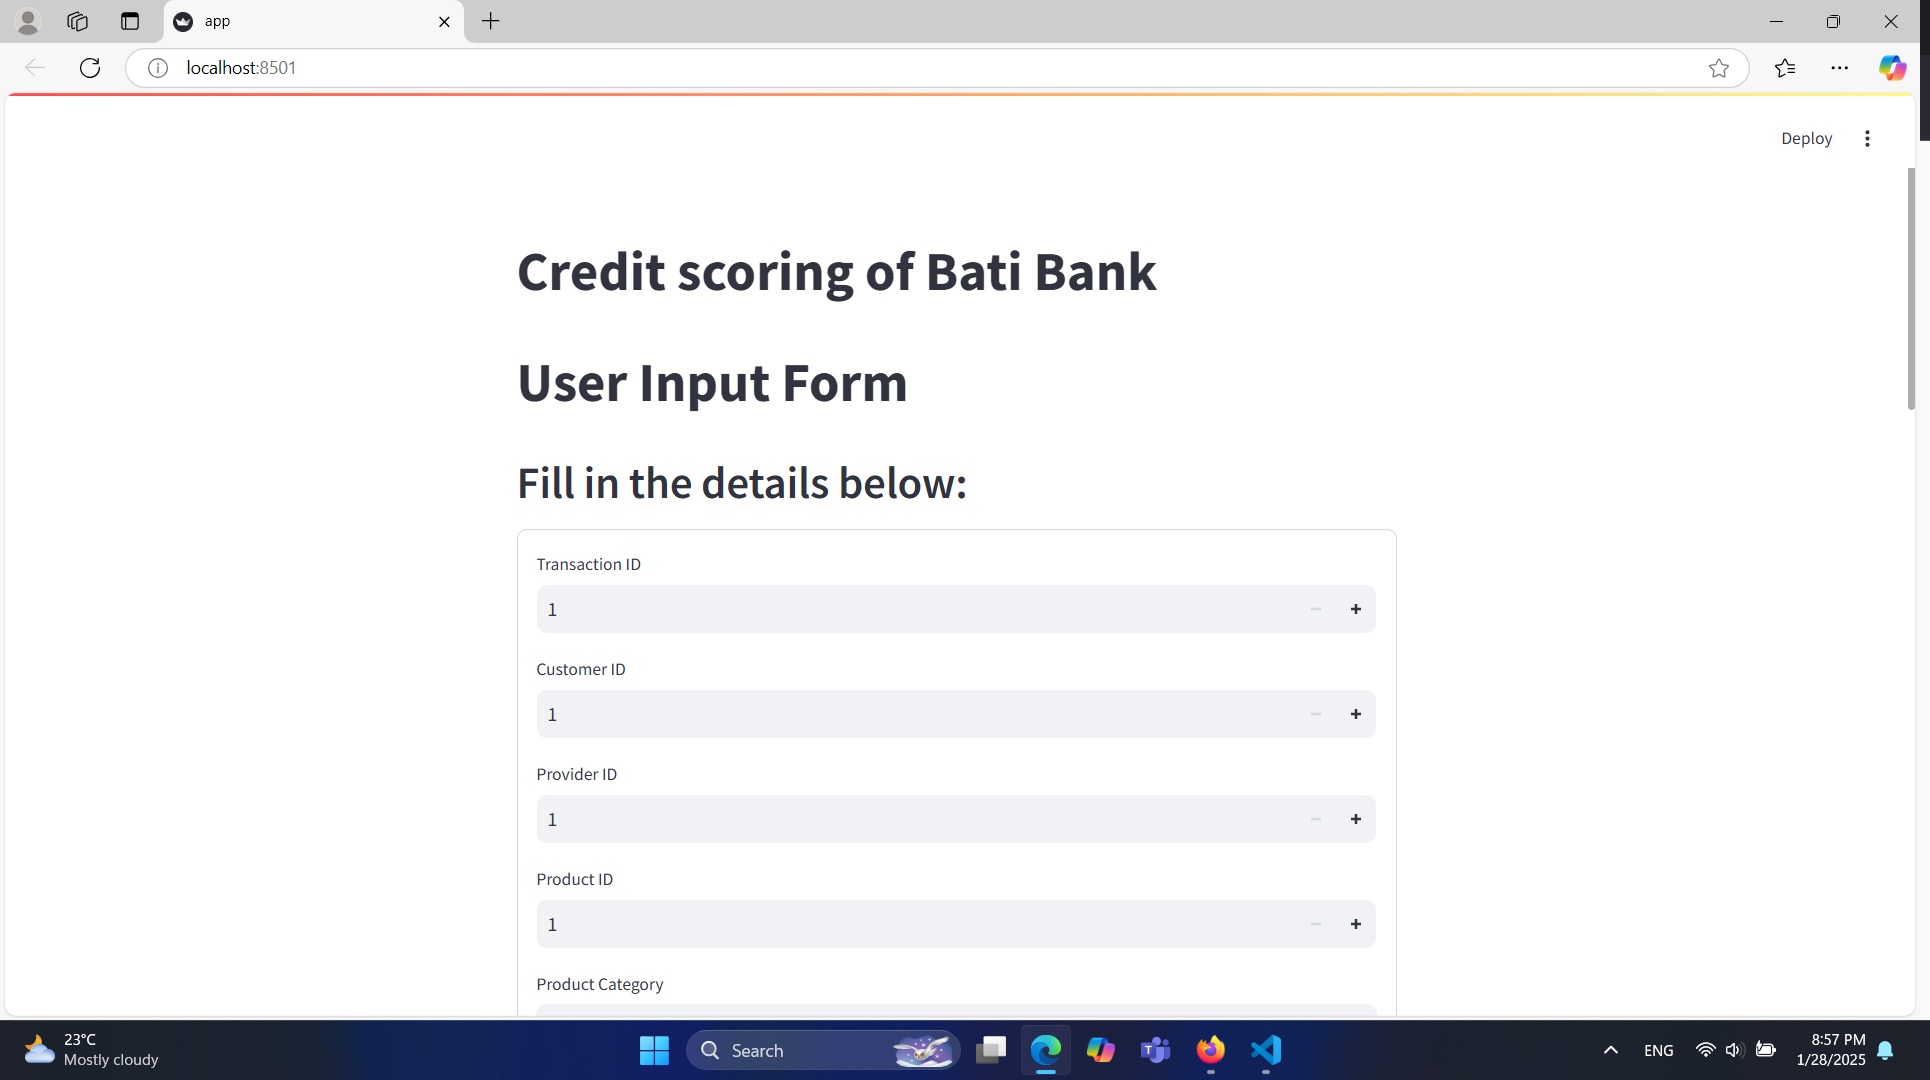 app
localhost:8501
Deploy
Credit scoring of Bati Bank
User Input Form
Fill in the details below:
Transaction ID
1
Customer ID
1
Provider ID
1
Product ID
1
Product Category
23°C
Mostly cloudy
Search
T
ENG
8:57 PM
1/28/2025